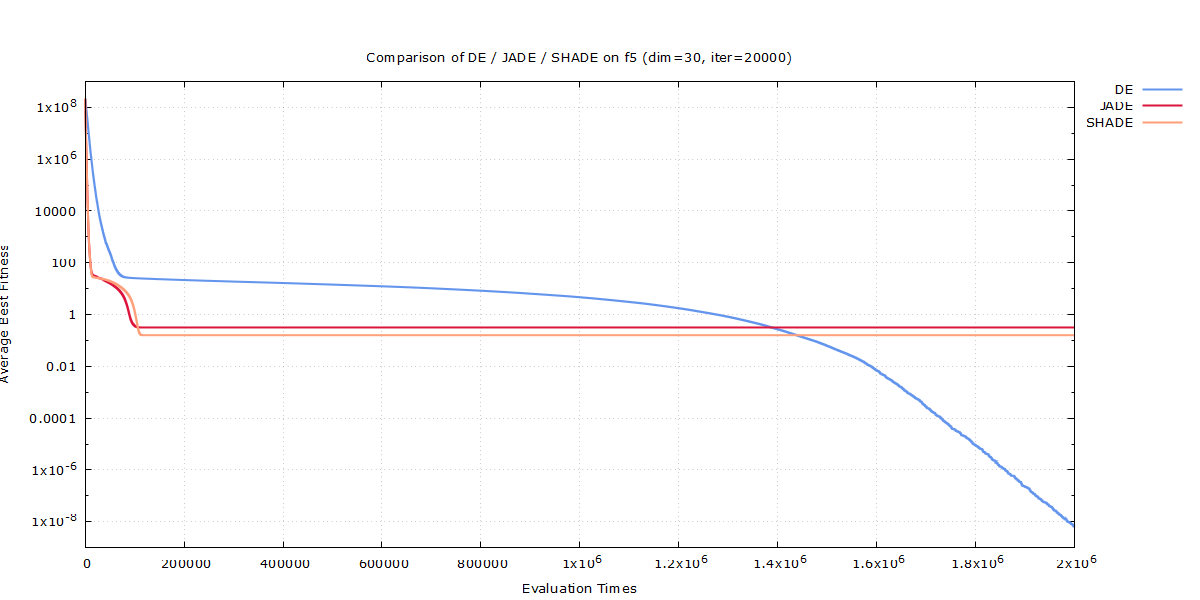 Comparison of DE / JADE / SHADE on f5 (dim=30, iter=20000)
DE
JADE
SHADE
1x10^8
1x10^6
10000
100
1
0.01
0.0001
1x10^-6
1x10^-8
Average Best Fitness
0 200000 400000 600000 800000 1x10^6 1.2x10^6 1.4x10^6 1.6x10^6 1.8x10^6 2x10^6
Evaluation Times